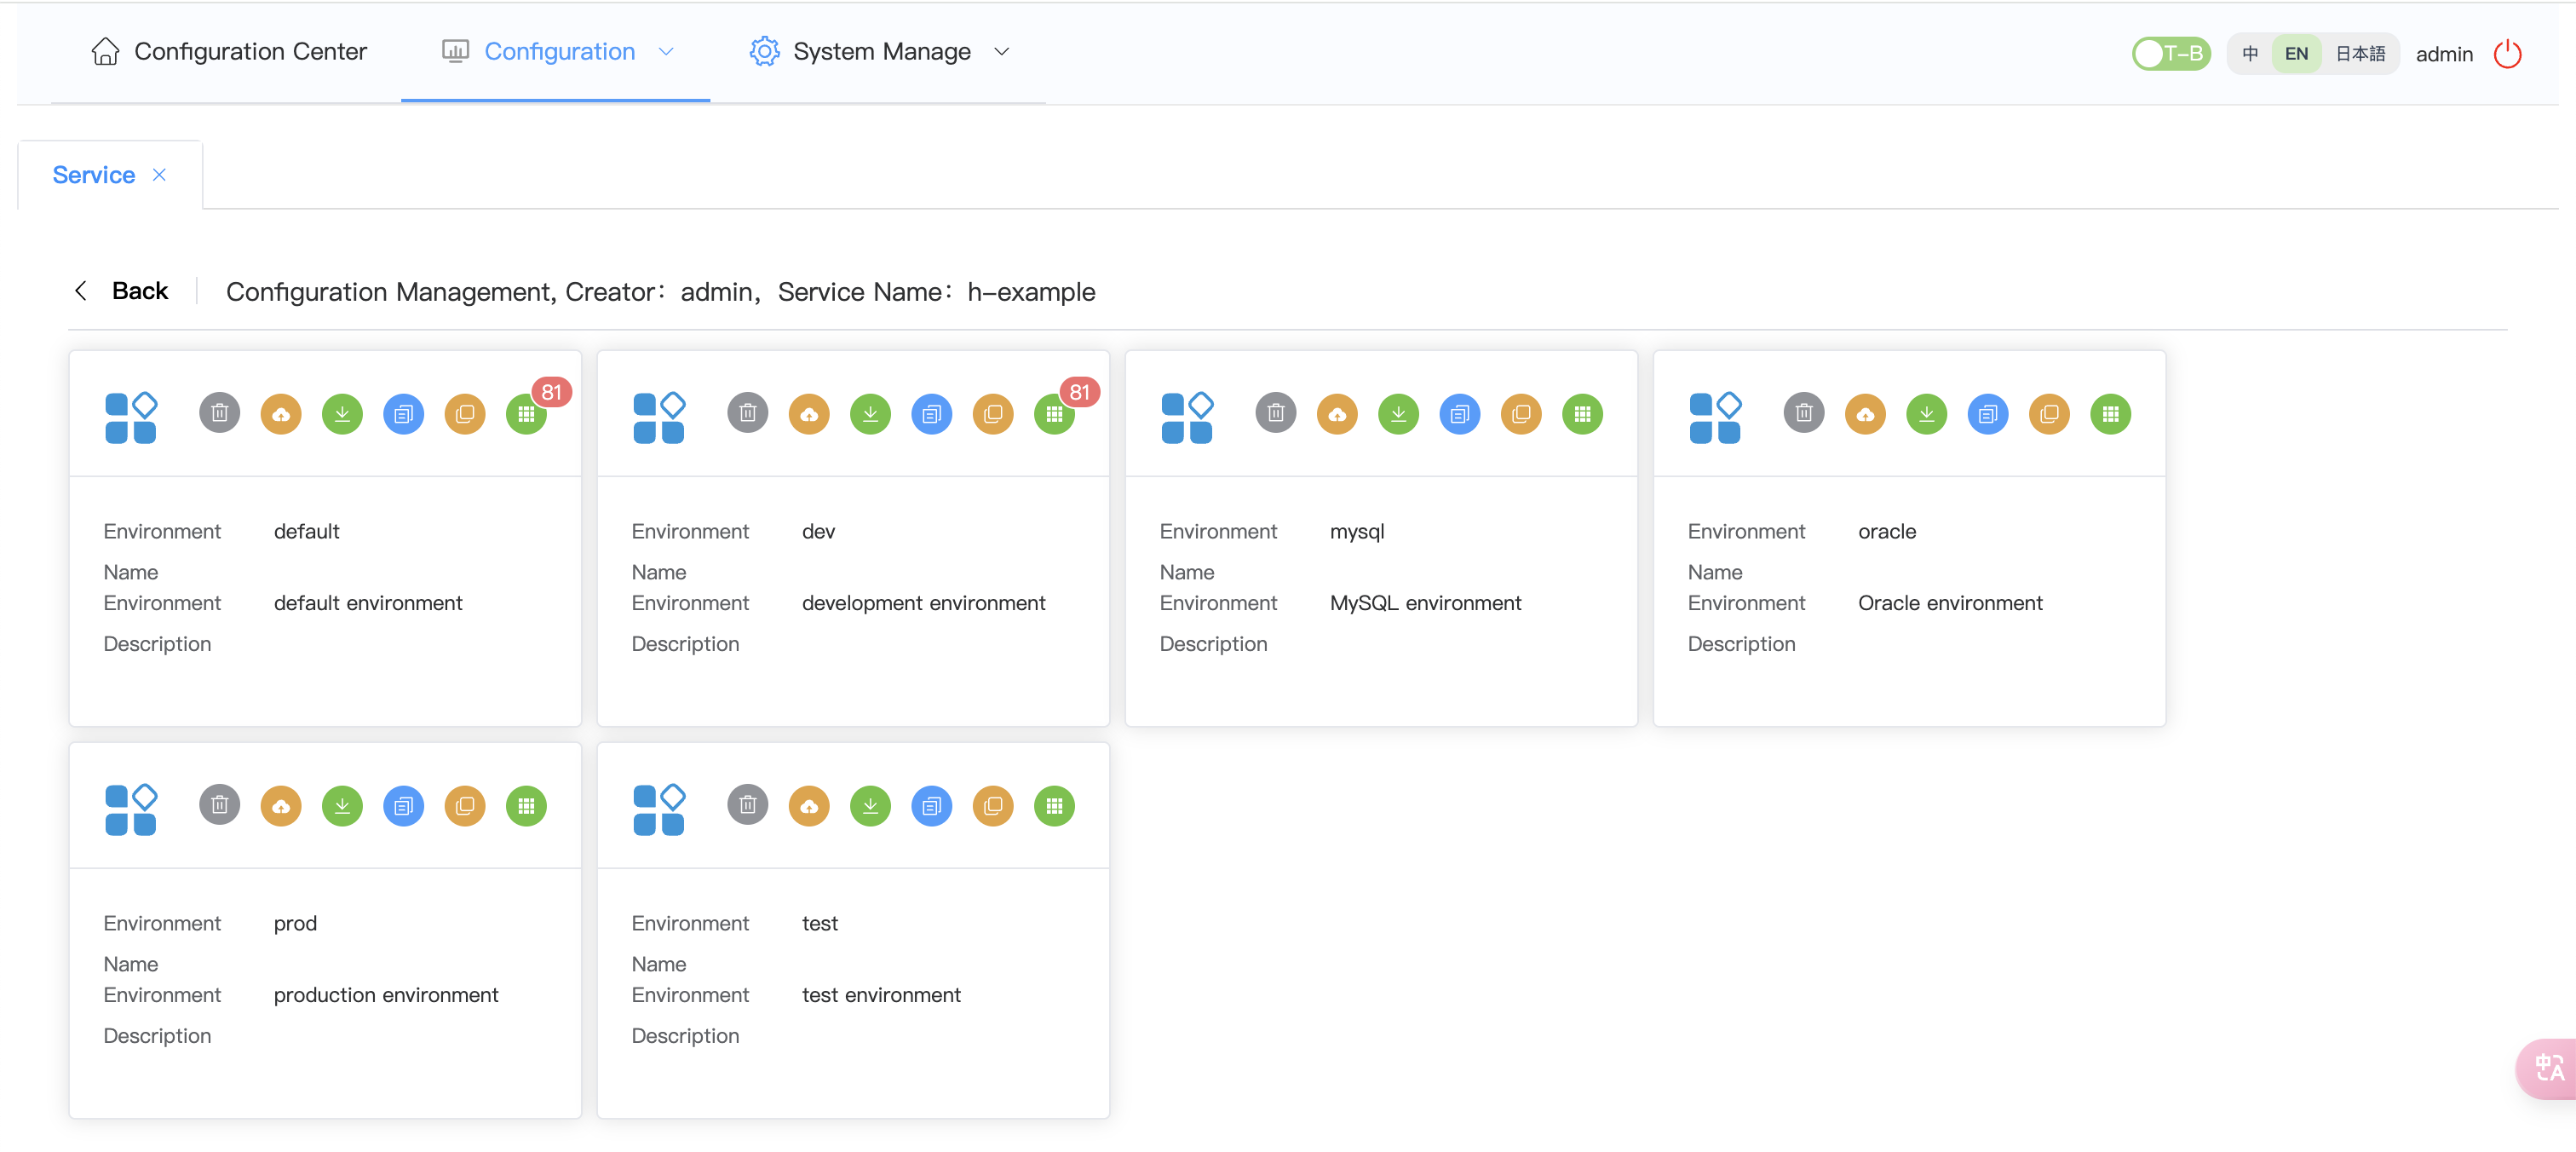 Configuration Center Configuration System Manage T-B 中 EN 日本語 admin
Service
Back Configuration Management, Creator：admin，Service Name：h-example
81 81
Environment Name default
Environment Description default environment
Environment Name dev
Environment Description development environment
Environment Name mysql
Environment Description MySQL environment
Environment Name oracle
Environment Description Oracle environment
Environment Name prod
Environment Description production environment
Environment Name test
Environment Description test environment
中 A